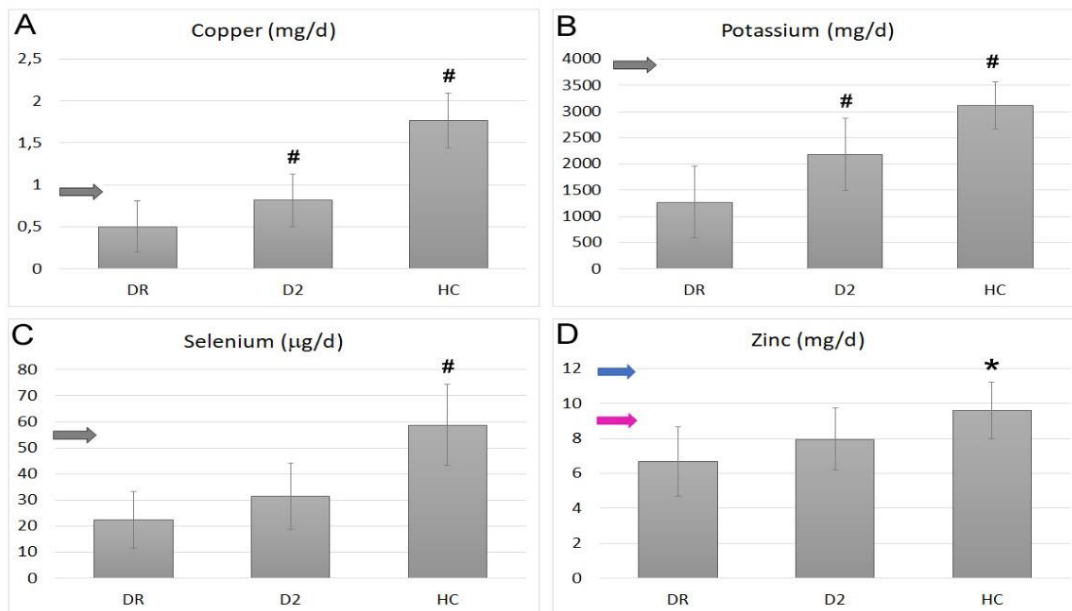 A
Copper (mg/d)
2,5
2
1,5
1
0,5
0
#
#
DR
D2
HC
B
Potassium (mg/d)
4000
3500
3000
2500
2000
1500
1000
500
0
#
#
DR
D2
HC
C
Selenium (μg/d)
80
70
60
50
40
30
20
10
0
#
DR
D2
HC
D
Zinc (mg/d)
12
10
8
6
4
2
0
*
DR
D2
HC